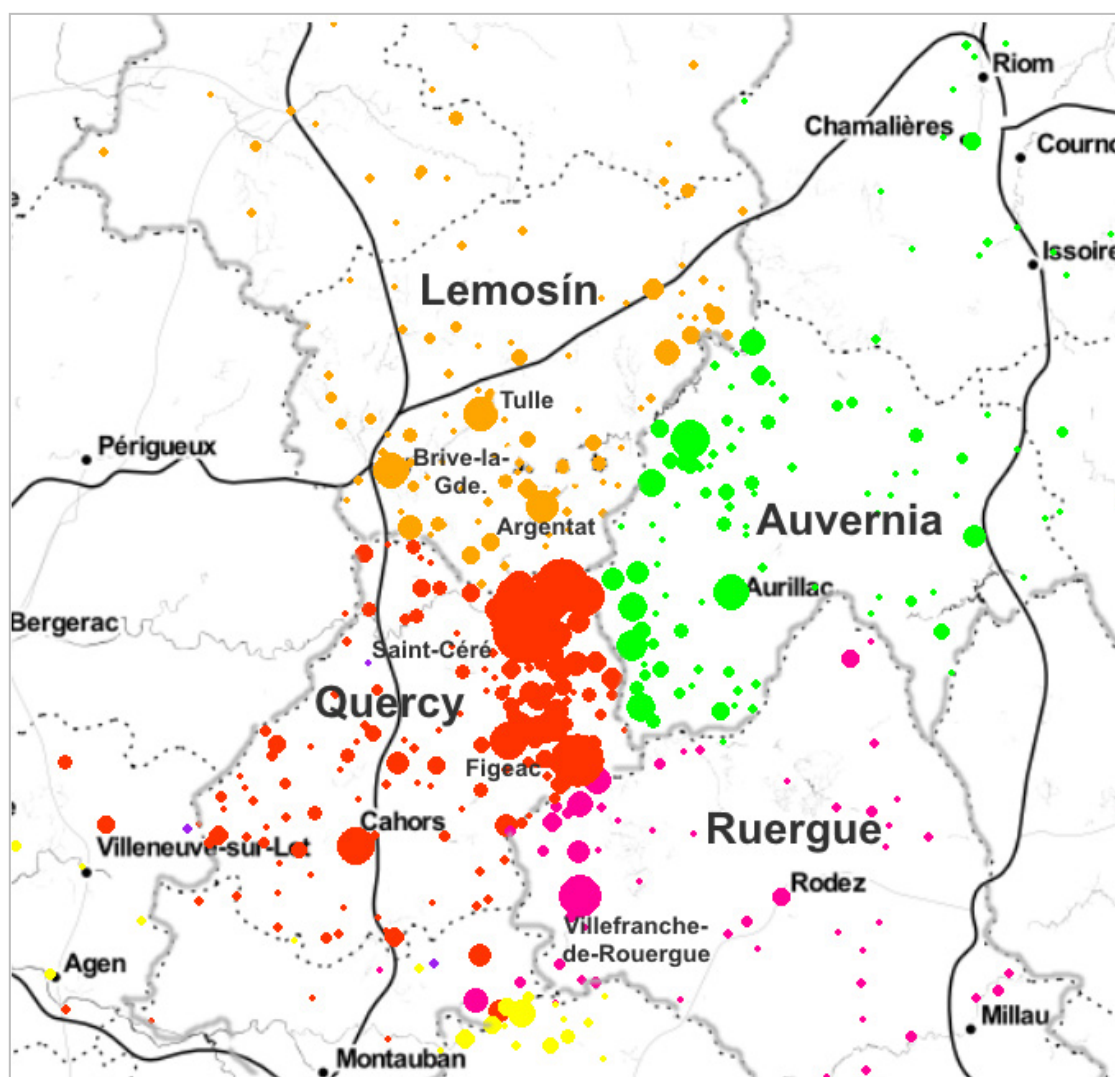 Riom
Chamalières
Courno
Issoire
Lemosín
Tulle
Périgueux
Brive-la-
Gde.
Argentat
Auvernia
Aurillac
Bergerac
Saint-Céré
Quercy
Figeac
Cahors
Ruergue
Villeneuve-sur-Lot
Rodez
Villefranche-
de-Rouergue
Agen
Millau
Montauban